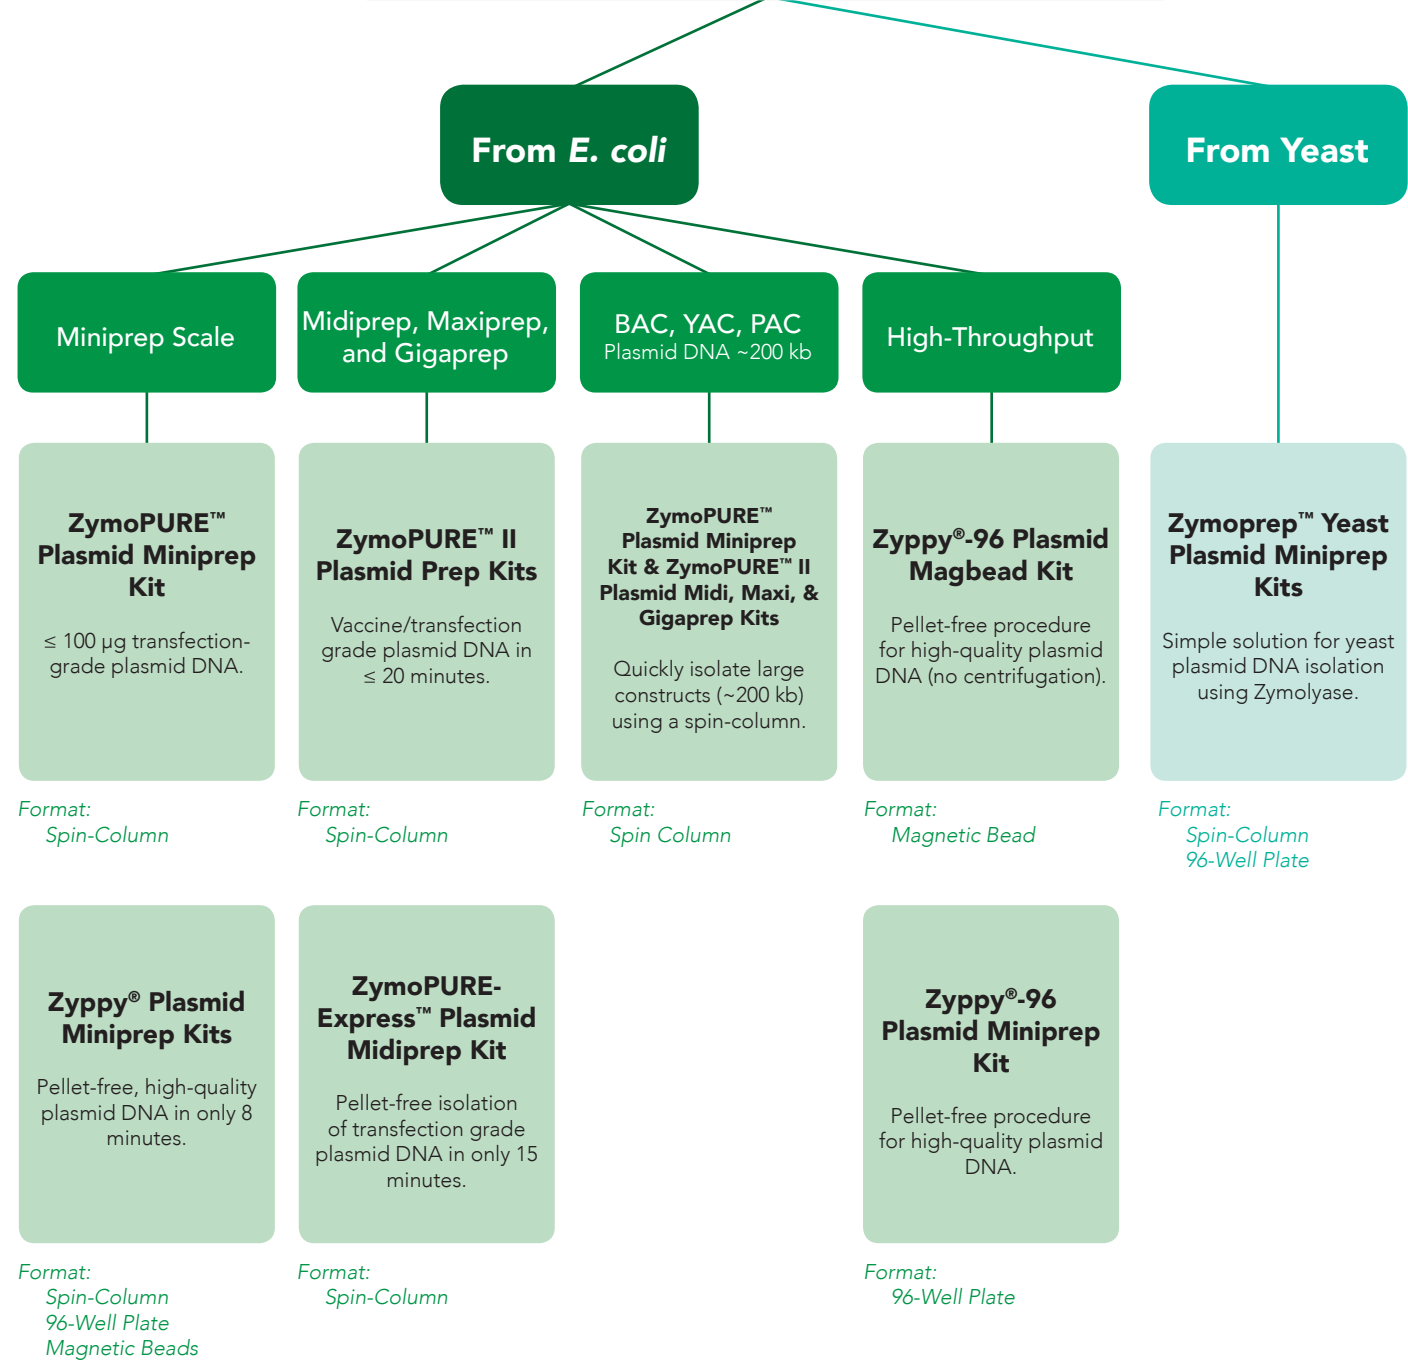 From E. coli
From Yeast
Miniprep Scale
Midiprep, Maxiprep,
and Gigaprep
BAC, YAC, PAC
Plasmid DNA ~200 kb
High-Throughput
ZymoPURE™
Plasmid Miniprep
Kit
≤ 100 µg transfection-
grade plasmid DNA.
Format:
Spin-Column
ZymoPURE™ II
Plasmid Prep Kits
Vaccine/transfection
grade plasmid DNA in
≤ 20 minutes.
Format:
Spin-Column
ZymoPURE™
Plasmid Miniprep
Kit & ZymoPURE™ II
Plasmid Midi, Maxi, &
Gigaprep Kits
Quickly isolate large
constructs (~200 kb)
using a spin-column.
Format:
Spin Column
Zyppy®-96 Plasmid
Magbead Kit
Pellet-free procedure
for high-quality plasmid
DNA (no centrifugation).
Format:
Magnetic Bead
Zymoprep™ Yeast
Plasmid Miniprep
Kits
Simple solution for yeast
plasmid DNA isolation
using Zymolyase.
Format:
Spin-Column
96-Well Plate
Zyppy® Plasmid
Miniprep Kits
Pellet-free, high-quality
plasmid DNA in only 8
minutes.
Format:
Spin-Column
96-Well Plate
Magnetic Beads
ZymoPURE-
Express™ Plasmid
Midiprep Kit
Pellet-free isolation
of transfection grade
plasmid DNA in only 15
minutes.
Format:
Spin-Column
Zyppy®-96
Plasmid Miniprep
Kit
Pellet-free procedure
for high-quality plasmid
DNA.
Format:
96-Well Plate